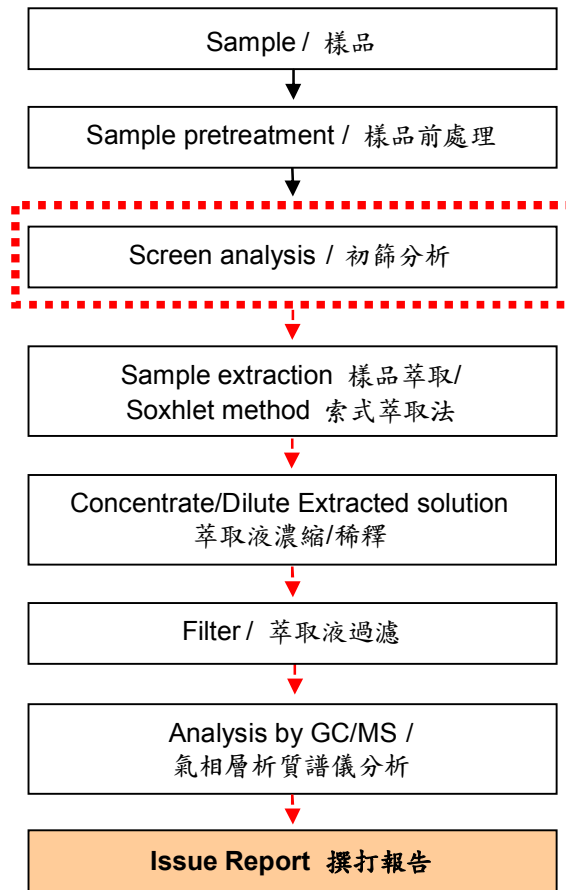 Sample / 樣品
Sample pretreatment / 樣品前處理
Screen analysis / 初篩分析
Sample extraction 樣品萃取/
Soxhlet method 索式萃取法
Concentrate/Dilute Extracted solution
萃取液濃縮/稀釋
Filter / 萃取液過濾
Analysis by GC/MS /
氣相層析質譜儀分析
Issue Report 撰打報告